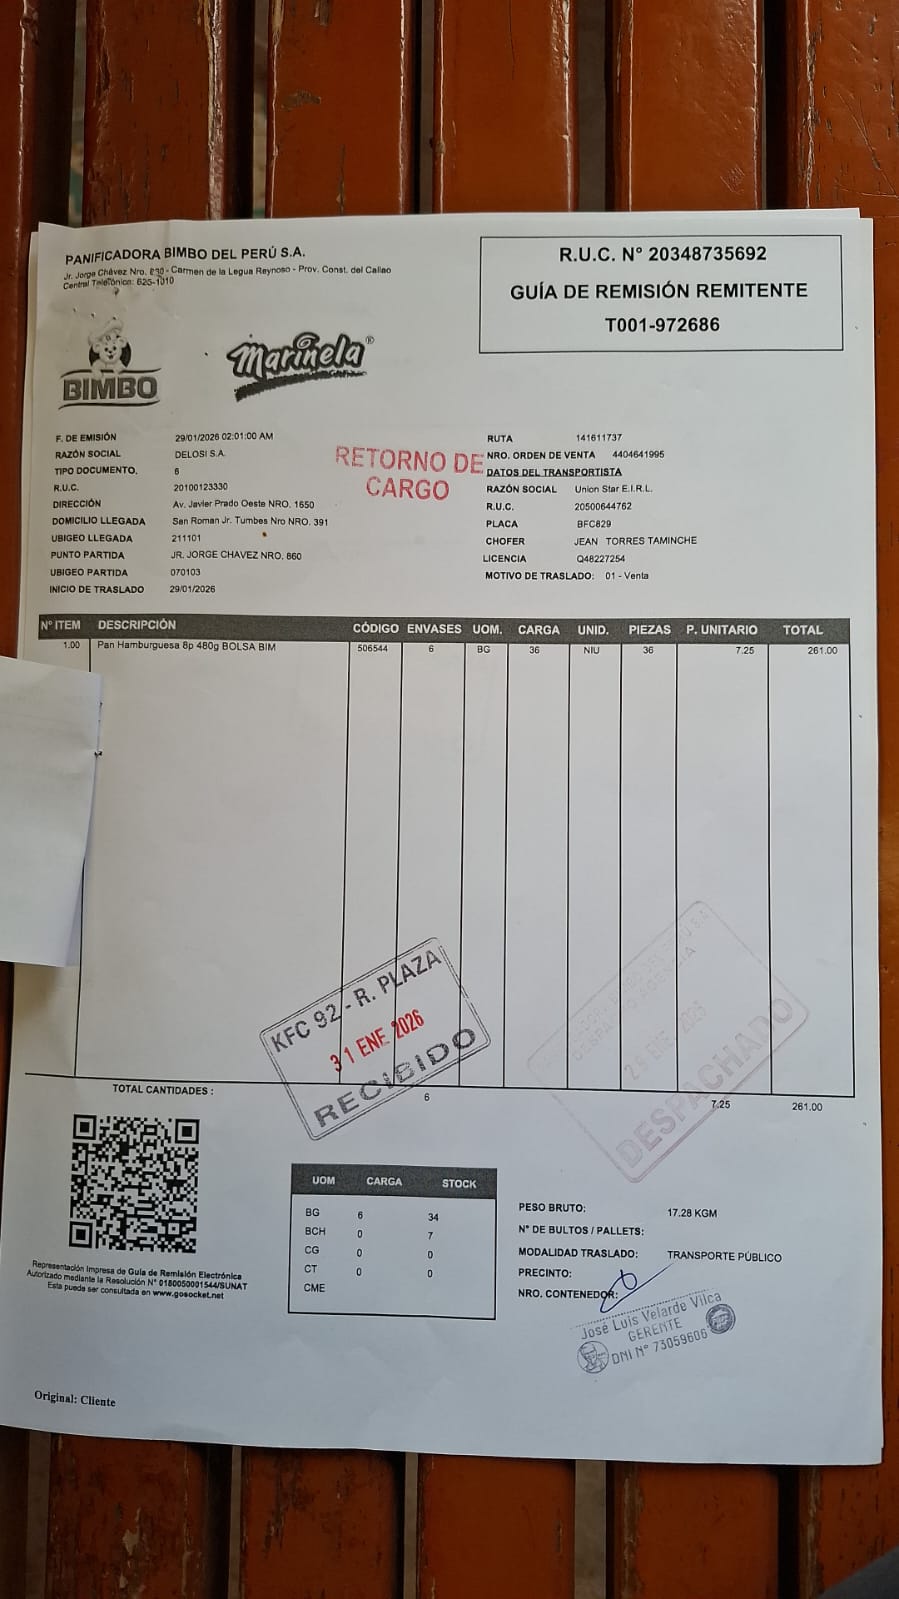 PANIFICADORA BIMBO DEL PERÚ S.A.
Jr. Jorge Chávez Nro. - Carmen de la Legua Reynoso - Prov. Const. del Callao
Central Telefónica: 625-1010
R.U.C. N° 20348735692
GUÍA DE REMISIÓN REMITENTE
T001-972686
BIMBO
Marinela®
F. DE EMISIÓN 29/01/2026 02:01:00 AM
RAZÓN SOCIAL DELOSI S.A.
TIPO DOCUMENTO. 6
R.U.C. 20100123330
DIRECCIÓN Av. Javier Prado Oeste NRO. 1650
DOMICILIO LLEGADA San Roman Jr. Tumbes Nro NRO. 391
UBIGEO LLEGADA 211101
PUNTO PARTIDA JR. JORGE CHAVEZ NRO. 860
UBIGEO PARTIDA 070103
INICIO DE TRASLADO 29/01/2026
RETORNO DE
CARGO
RUTA 141611737
NRO. ORDEN DE VENTA 4404641995
DATOS DEL TRANSPORTISTA
RAZÓN SOCIAL Union Star E.I.R.L.
R.U.C. 20500644762
PLACA BFC829
CHOFER JEAN TORRES TAMINCHE
LICENCIA Q48227254
MOTIVO DE TRASLADO: 01 - Venta
N° ITEM DESCRIPCIÓN CÓDIGO ENVASES UOM. CARGA UNID. PIEZAS P. UNITARIO TOTAL
1.00 Pan Hamburguesa 8p 480g BOLSA BIM 506544 6 BG 36 NIU 36 7.25 261.00
KFC 92 - R. PLAZA
31 ENE 2026
RECIBIDO
28 ENE 2026
DESPACHADO
TOTAL CANTIDADES : 6 7.25 261.00
UOM CARGA STOCK
BG 6 34
BCH 0 7
CG 0 0
CT 0 0
CME
PESO BRUTO: 17.28 KGM
N° DE BULTOS / PALLETS:
MODALIDAD TRASLADO: TRANSPORTE PÚBLICO
PRECINTO:
NRO. CONTENEDOR:
José Luis Velarde Vilca
GERENTE
DNI N° 73059606
Representación Impresa de Guía de Remisión Electrónica
Autorizado mediante la Resolución N° 0180050001544/SUNAT
Esta puede ser consultada en www.gosocket.net
Original: Cliente